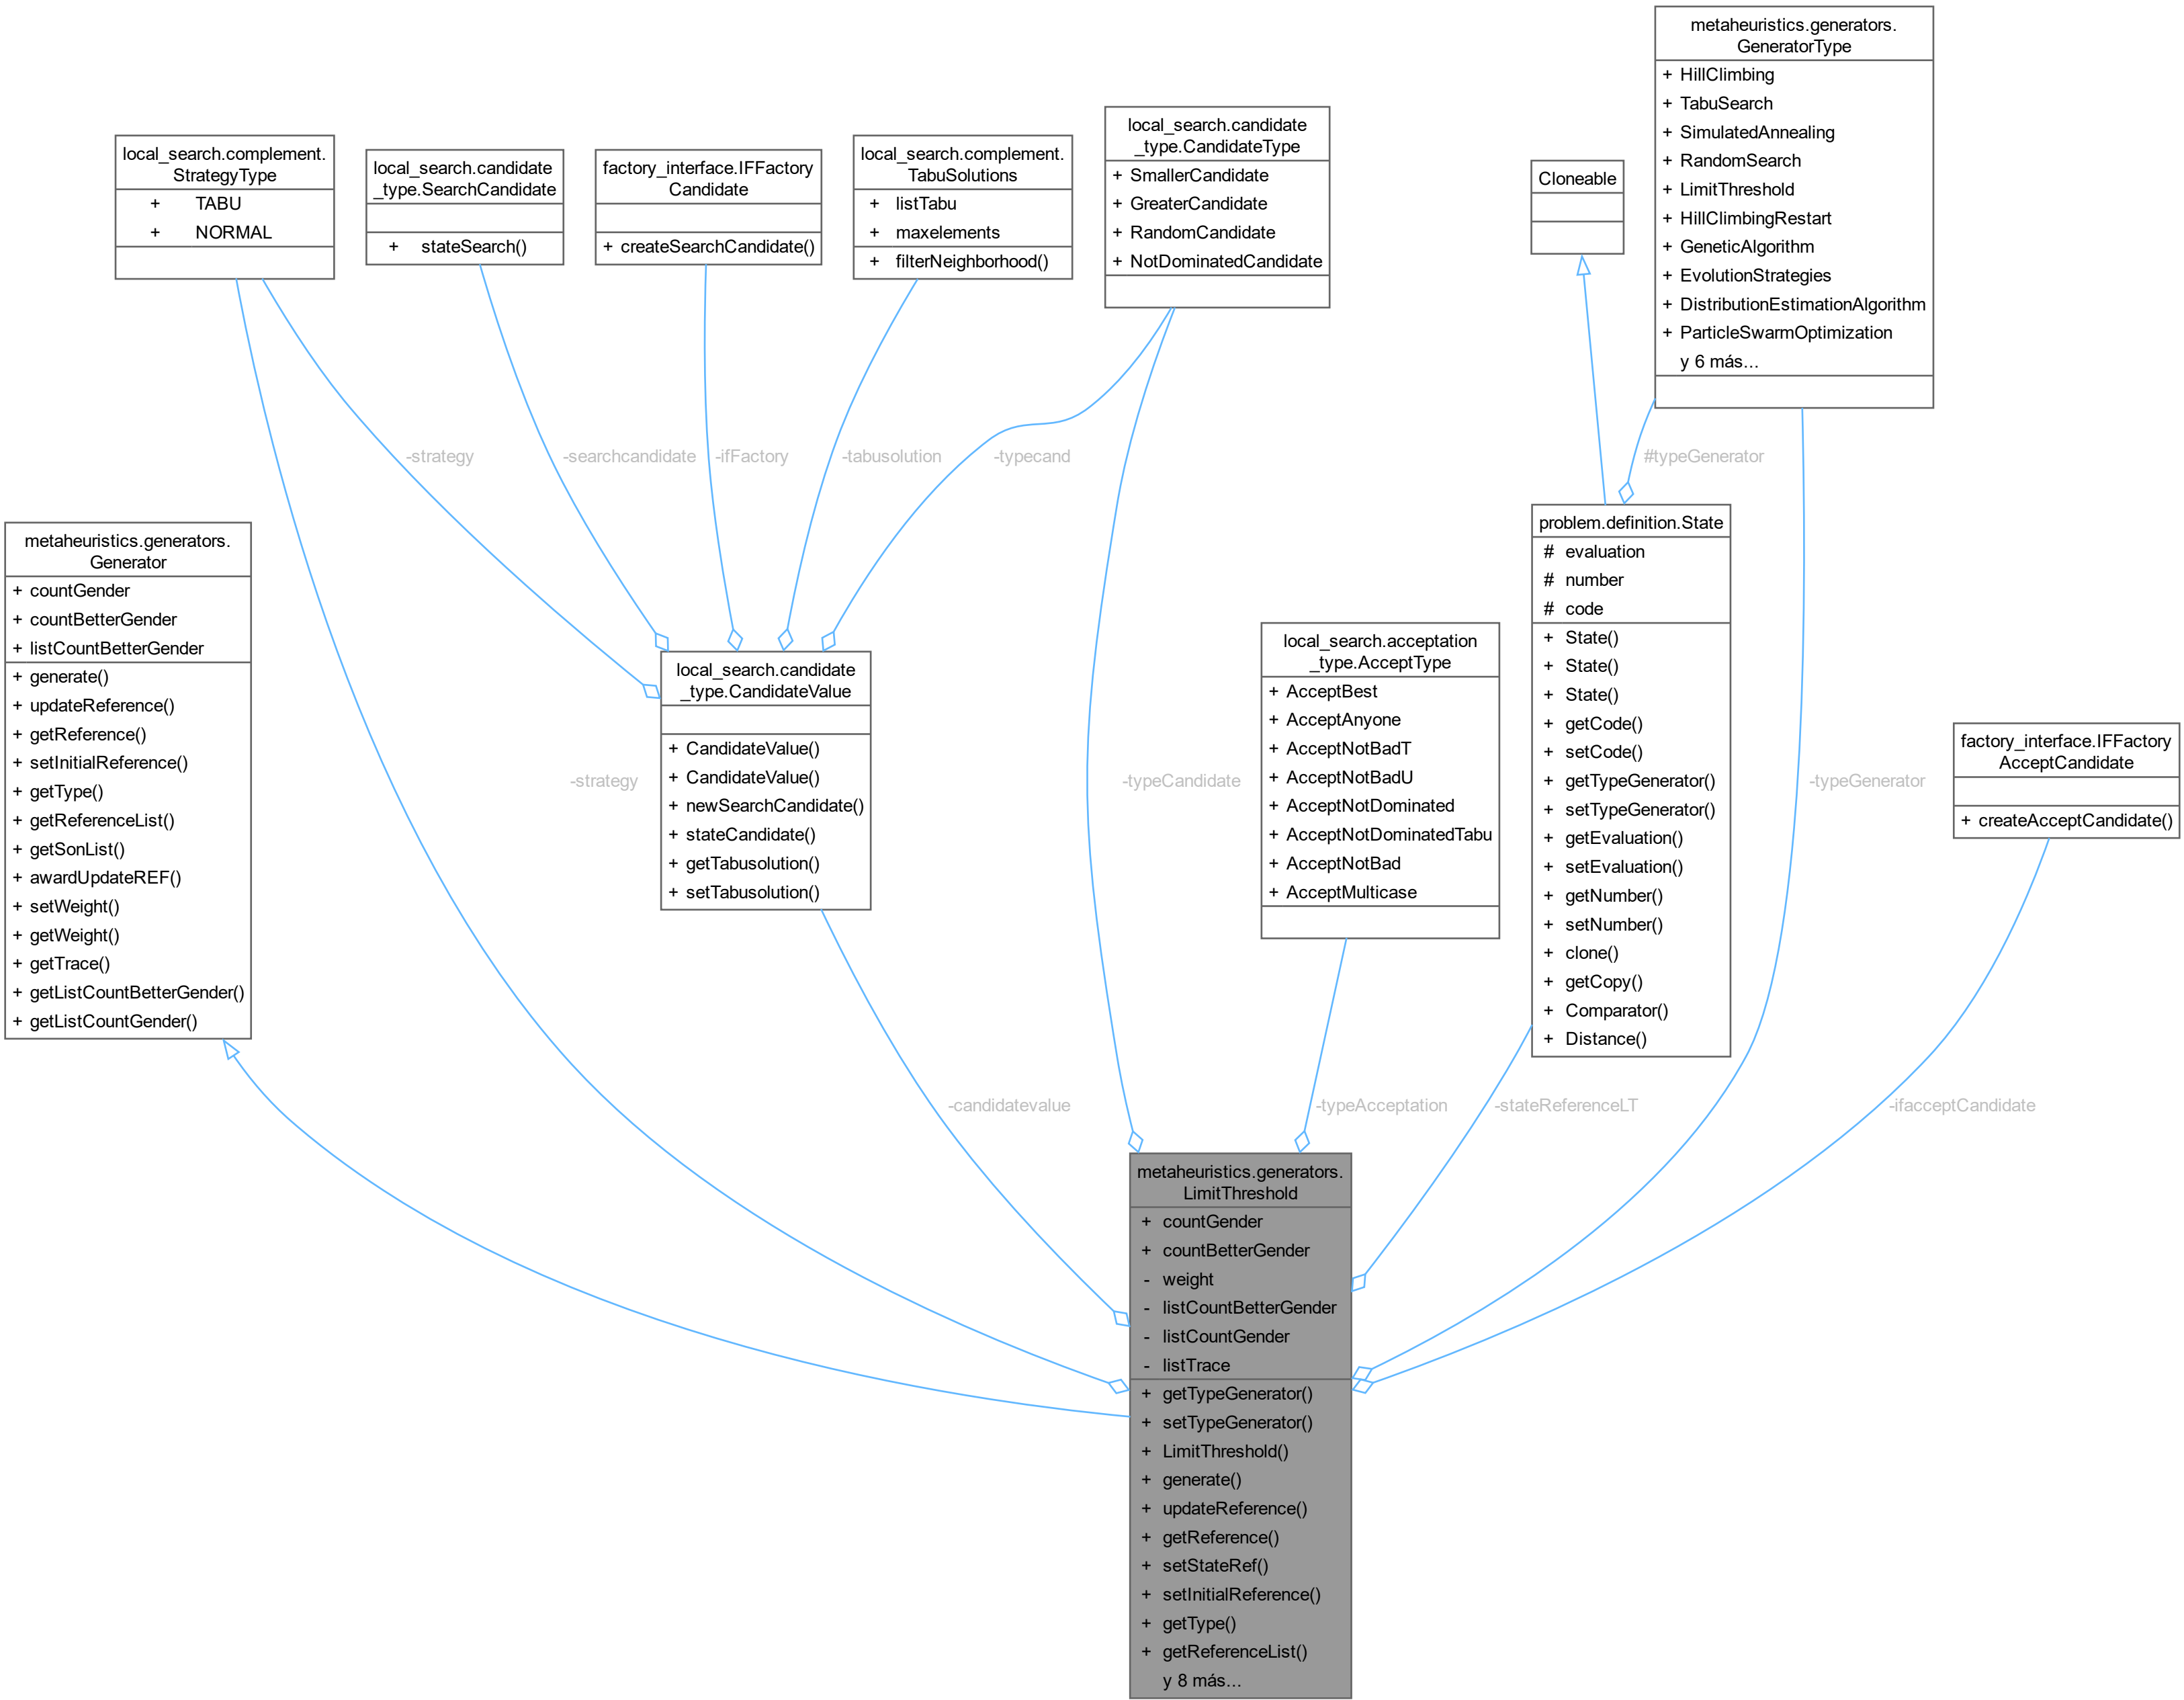 metaheuristics.generators.
GeneratorType
+ HillClimbing
+ TabuSearch
+ SimulatedAnnealing
+ RandomSearch
+ LimitThreshold
+ HillClimbingRestart
+ GeneticAlgorithm
+ EvolutionStrategies
+ DistributionEstimationAlgorithm
+ ParticleSwarmOptimization
y 6 más...
local_search.complement.
StrategyType
+ TABU
+ NORMAL
local_search.candidate
_type.SearchCandidate
+ stateSearch()
factory_interface.IFFactory
Candidate
+ createSearchCandidate()
local_search.complement.
TabuSolutions
+ listTabu
+ maxelements
+ filterNeighborhood()
local_search.candidate
_type.CandidateType
+ SmallerCandidate
+ GreaterCandidate
+ RandomCandidate
+ NotDominatedCandidate
Cloneable
-strategy
-searchcandidate
-ifFactory
-tabusolution
-typecand
#typeGenerator
metaheuristics.generators.
Generator
+ countGender
+ countBetterGender
+ listCountBetterGender
+ generate()
+ updateReference()
+ getReference()
+ setInitialReference()
+ getType()
+ getReferenceList()
+ getSonList()
+ awardUpdateREF()
+ setWeight()
+ getWeight()
+ getTrace()
+ getListCountBetterGender()
+ getListCountGender()
local_search.candidate
_type.CandidateValue
+ CandidateValue()
+ CandidateValue()
+ newSearchCandidate()
+ stateCandidate()
+ getTabusolution()
+ setTabusolution()
local_search.acceptation
_type.AcceptType
+ AcceptBest
+ AcceptAnyone
+ AcceptNotBadT
+ AcceptNotBadU
+ AcceptNotDominated
+ AcceptNotDominatedTabu
+ AcceptNotBad
+ AcceptMulticase
problem.definition.State
# evaluation
# number
# code
+ State()
+ State()
+ State()
+ getCode()
+ setCode()
+ getTypeGenerator()
+ setTypeGenerator()
+ getEvaluation()
+ setEvaluation()
+ getNumber()
+ setNumber()
+ clone()
+ getCopy()
+ Comparator()
+ Distance()
factory_interface.IFFactory
AcceptCandidate
+ createAcceptCandidate()
-strategy
-typeCandidate
-typeGenerator
-candidatevalue
-typeAcceptation
-stateReferenceLT
-ifacceptCandidate
metaheuristics.generators.
LimitThreshold
+ countGender
+ countBetterGender
- weight
- listCountBetterGender
- listCountGender
- listTrace
+ getTypeGenerator()
+ setTypeGenerator()
+ LimitThreshold()
+ generate()
+ updateReference()
+ getReference()
+ setStateRef()
+ setInitialReference()
+ getType()
+ getReferenceList()
y 8 más...